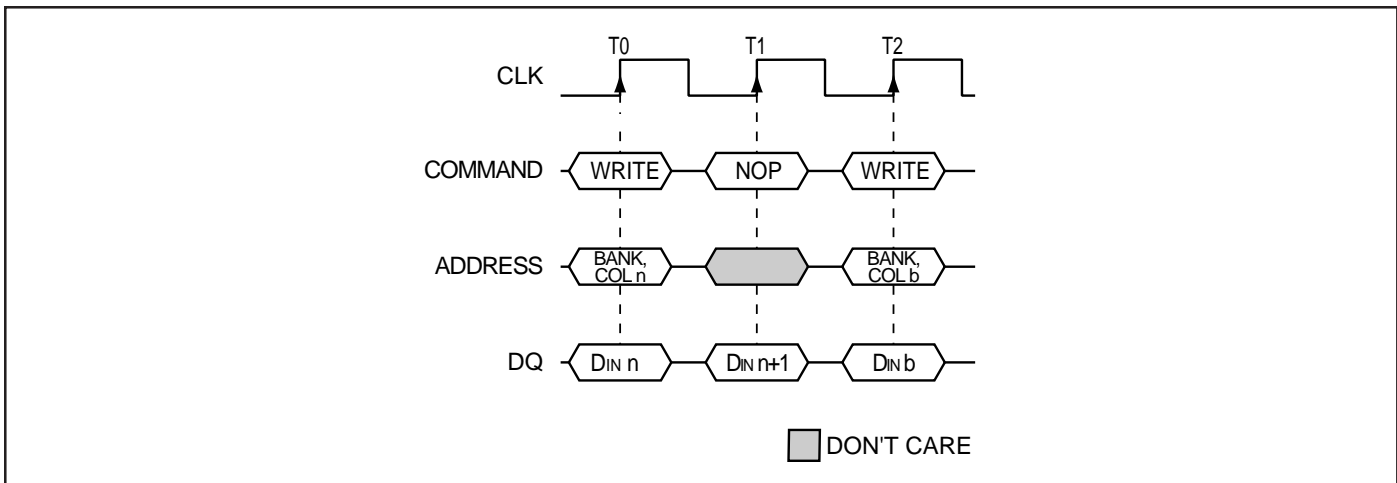 T0 T1 T2
CLK
COMMAND WRITE NOP WRITE
ADDRESS BANK, COL n BANK, COL b
DQ DIN n DIN n+1 DIN b
DON'T CARE